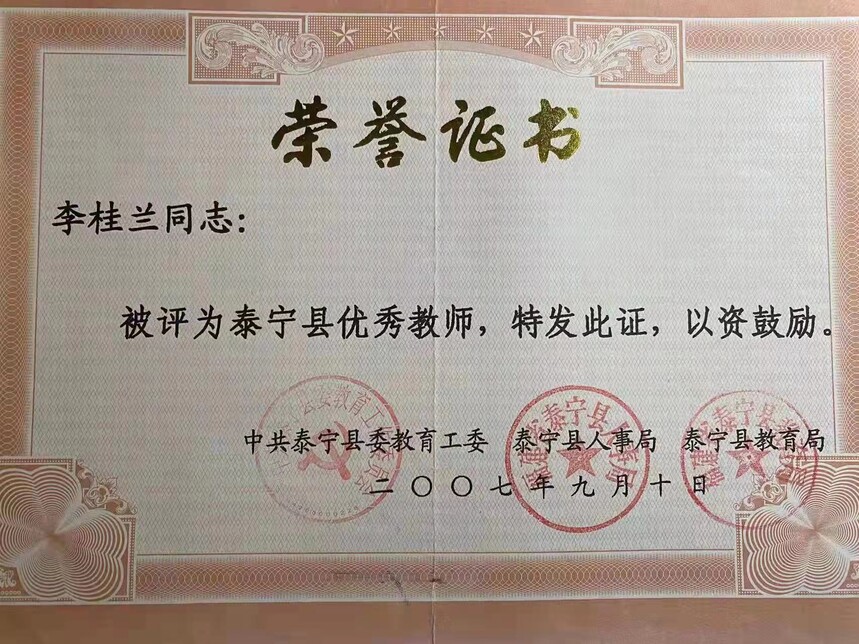 荣誉证书
李桂兰同志：
被评为泰宁县优秀教师，特发此证，以资鼓励。
中共泰宁县委教育工委 泰宁县人事局 泰宁县教育局
二〇〇七年九月十日